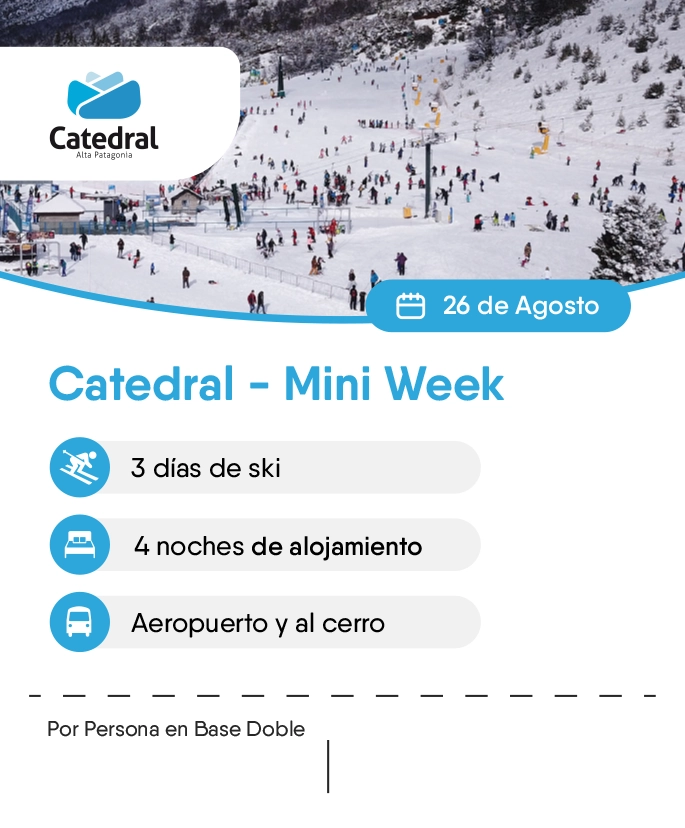 Catedral
Alta Patagonia
26 de Agosto
Catedral - Mini Week
3 días de ski
4 noches de alojamiento
Aeropuerto y al cerro
Por Persona en Base Doble